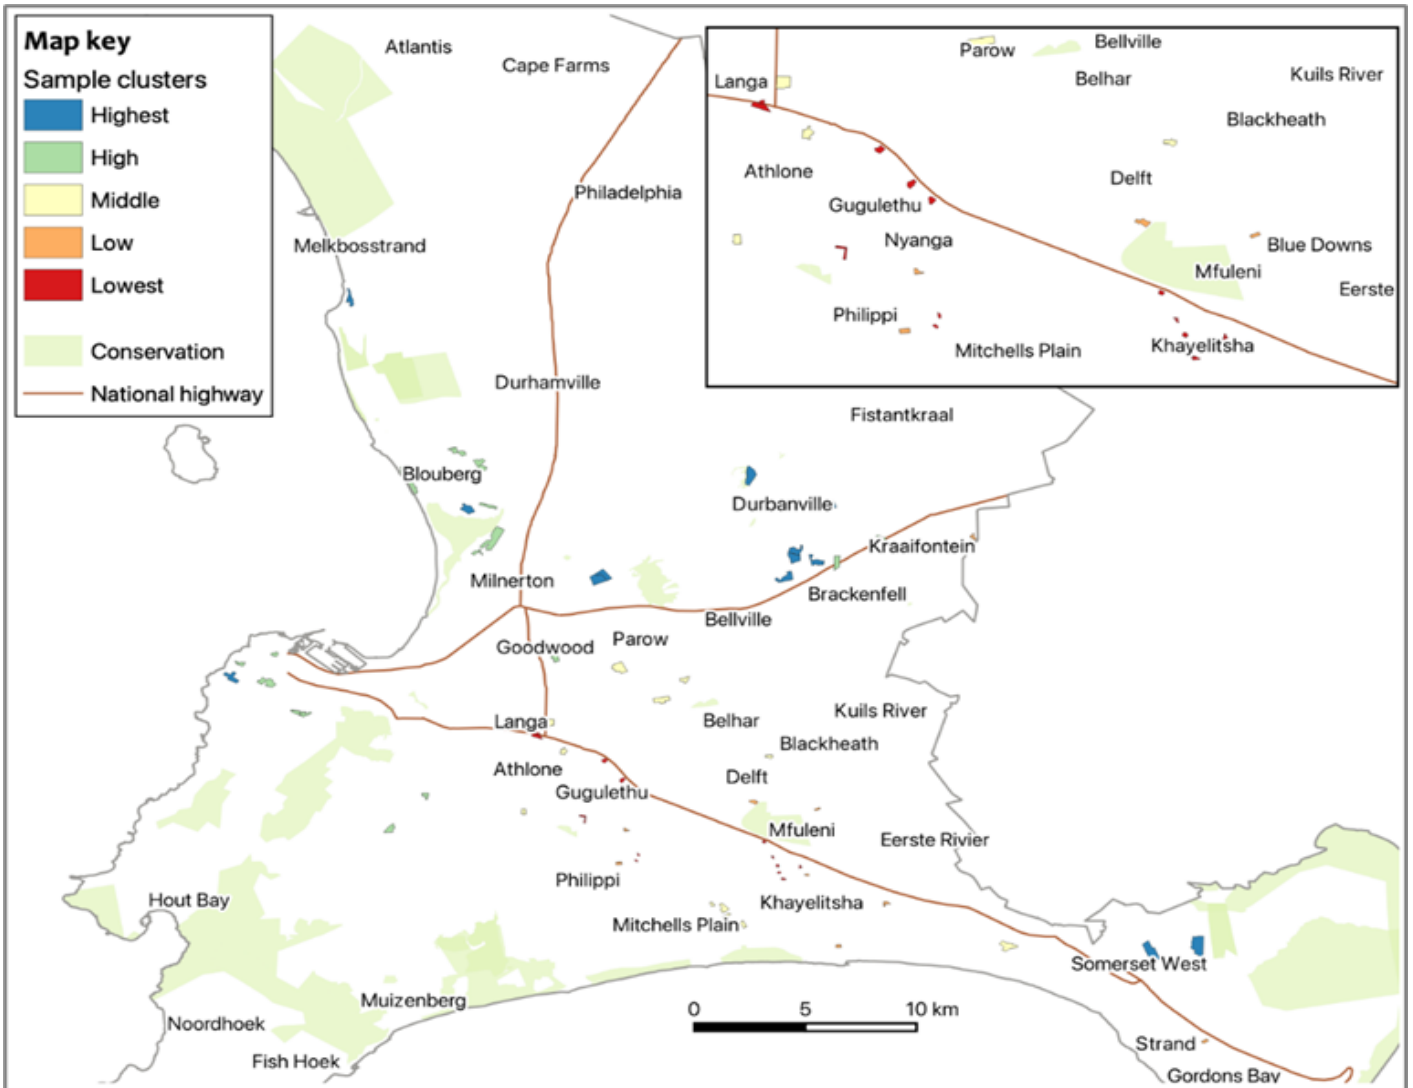 Map key
Sample clusters
Highest
High
Middle
Low
Lowest
Conservation
National highway
Atlantis
Cape Farms
Philadelphia
Melkbosstrand
Durhamville
Parow
Bellville
Langa
Belhar
Kuils River
Blackheath
Athlone
Delft
Gugulethu
Nyanga
Blue Downs
Mfuleni
Eerste
Philippi
Mitchells Plain
Khayelitsha
Fistantkraal
Blouberg
Durbanville
Kraaifontein
Milnerton
Brackenfell
Bellville
Goodwood
Parow
Langa
Belhar
Kuils River
Blackheath
Athlone
Delft
Gugulethu
Mfuleni
Eerste Rivier
Philippi
Hout Bay
Khayelitsha
Mitchells Plain
Somerset West
Muizenberg
0 5 10 km
Noordhoek
Strand
Fish Hoek
Gordons Bay